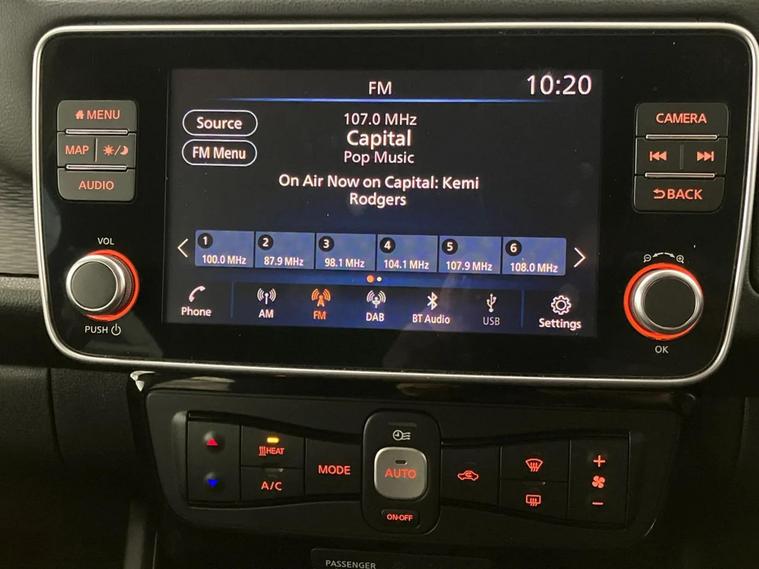 FM
10:20
MENU
MAP
AUDIO
VOL
PUSH
Source
FM Menu
107.0 MHz
Capital
Pop Music
On Air Now on Capital: Kemi
Rodgers
1 2 3 4 5 6
100.0 MHz 87.9 MHz 98.1 MHz 104.1 MHz 107.9 MHz 108.0 MHz
Phone AM FM DAB BT Audio USB Settings
CAMERA
BACK
OK
HEAT
A/C
MODE
AUTO
ON·OFF
PASSENGER